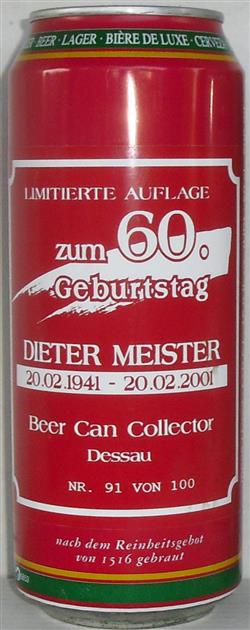 BEER · LAGER · BIÈRE DE LUXE · CERVE
LIMITIERTE AUFLAGE
zum 60.
Geburtstag
DIETER MEISTER
20.02.1941 - 20.02.2001
Beer Can Collector
Dessau
NR. 91 VON 100
nach dem Reinheitsgebot
von 1516 gebraut